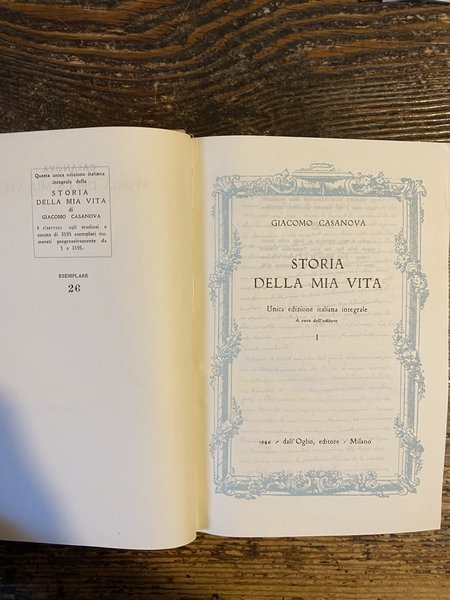 Questa unica edizione italiana
integrale della
STORIA
DELLA MIA VITA
di
GIACOMO CASANOVA
è riservata agli studiosi e
consta di 3195 esemplari nu-
merati progressivamente da
1 a 3195.
ESEMPLARE
26
GIACOMO CASANOVA
STORIA
DELLA MIA VITA
Unica edizione italiana integrale
A cura dell'editore
I
dall'Oglio, editore - Milano